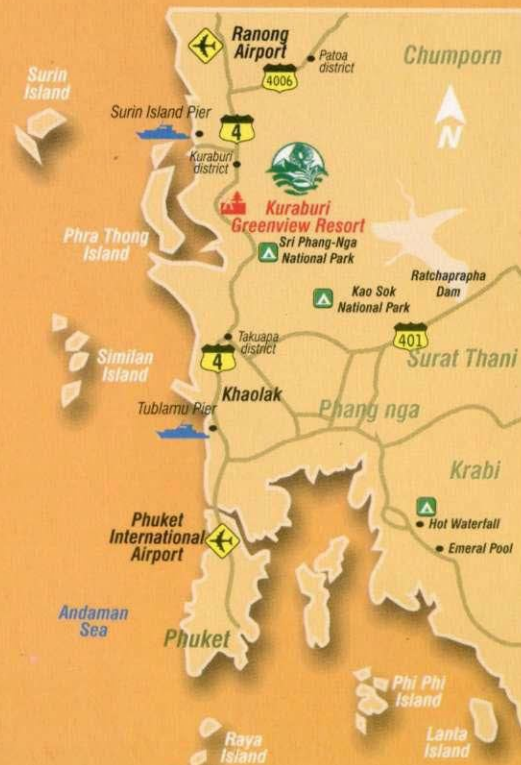 Ranong
Airport
Patoa
district
Chumporn
4006
Surin
Island
Surin Island Pier
4
N
Kuraburi
district
Kuraburi
Greenview Resort
Phra Thong
Island
Sri Phang-Nga
National Park
Ratchaprapha
Dam
Kao Sok
National Park
401
Takuapa
district
4
Similan
Island
Surat Thani
Khaolak
Phang nga
Tublamu Pier
Krabi
Hot Waterfall
Emeral Pool
Phuket
International
Airport
Andaman
Sea
Phuket
Phi Phi
Island
Lanta
Island
Raya
Island